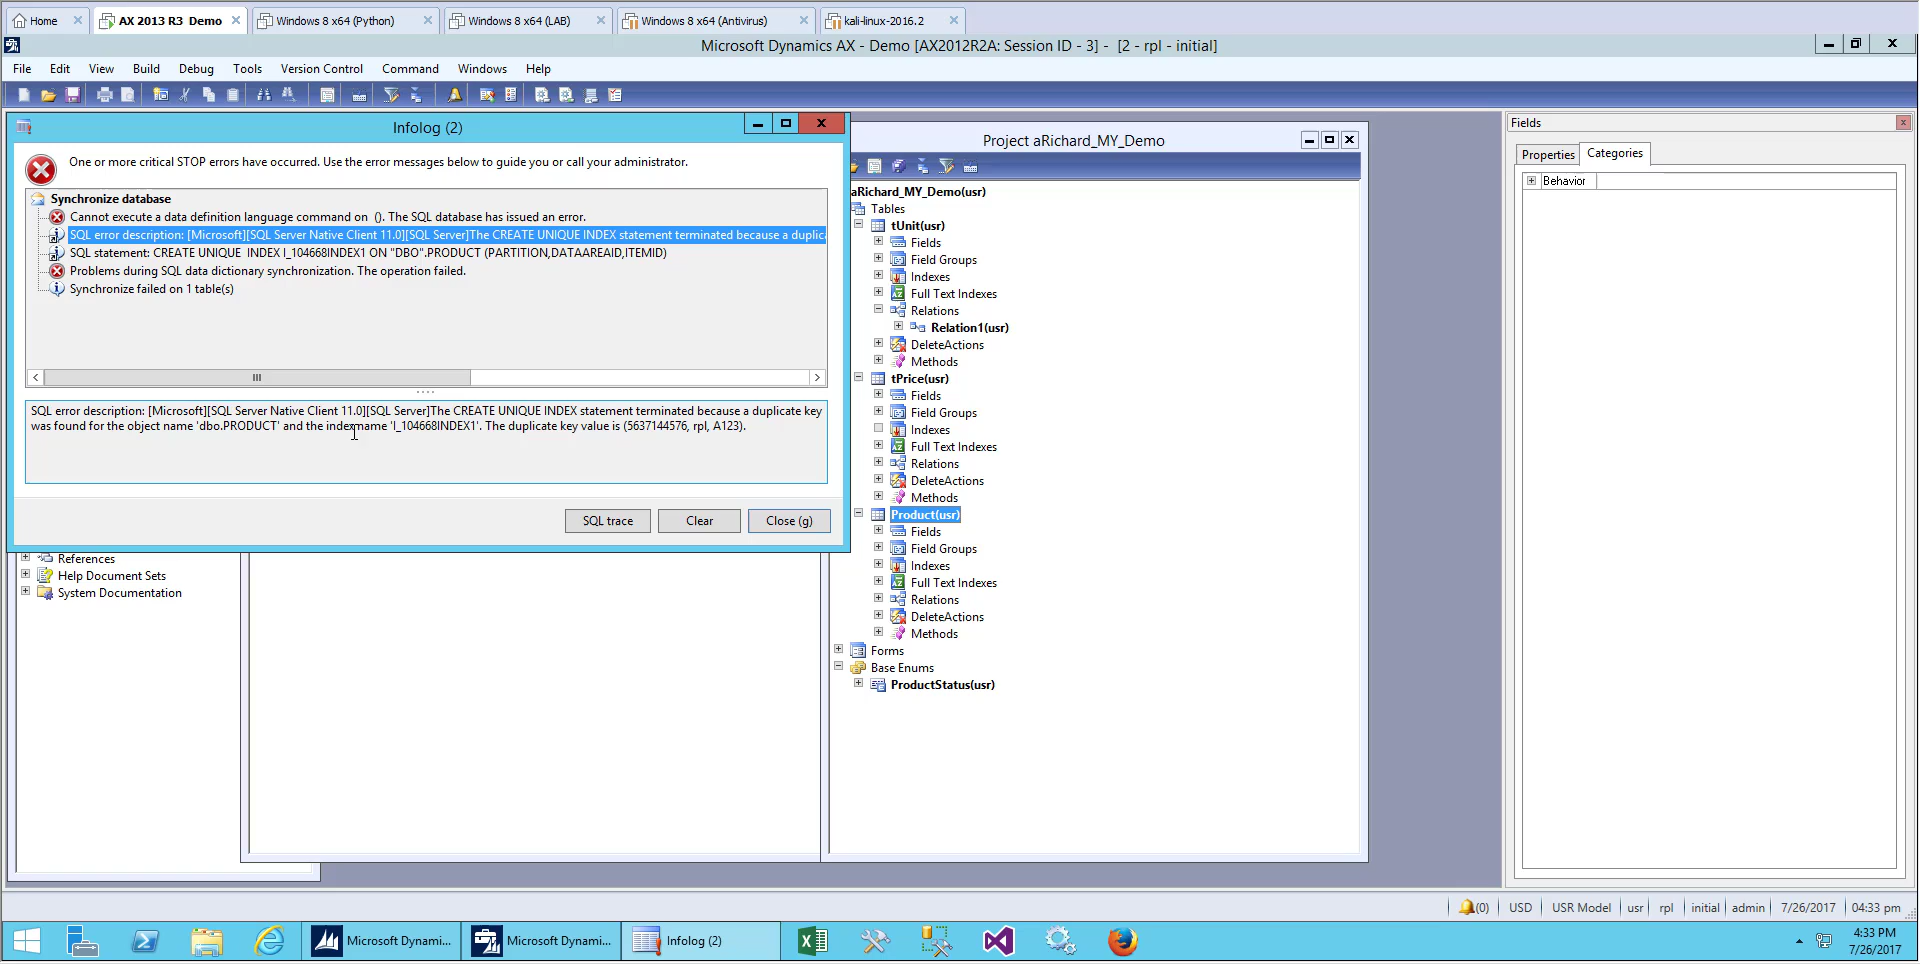 Home
AX 2013 R3 Demo
Windows 8 x64 (Python)
Windows 8 x64 (LAB)
Windows 8 x64 (Antivirus)
kali-linux-2016.2
Microsoft Dynamics AX - Demo [AX2012R2A: Session ID - 3] - [2 - rpl - initial]
File Edit View Build Debug Tools Version Control Command Windows Help
Infolog (2)
One or more critical STOP errors have occurred. Use the error messages below to guide you or call your administrator.
Synchronize database
Cannot execute a data definition language command on (). The SQL database has issued an error.
SQL error description: [Microsoft][SQL Server Native Client 11.0][SQL Server]The CREATE UNIQUE INDEX statement terminated because a duplic
SQL statement: CREATE UNIQUE INDEX I_104668INDEX1 ON "DBO".PRODUCT (PARTITION,DATAAREAID,ITEMID)
Problems during SQL data dictionary synchronization. The operation failed.
Synchronize failed on 1 table(s)
SQL error description: [Microsoft][SQL Server Native Client 11.0][SQL Server]The CREATE UNIQUE INDEX statement terminated because a duplicate key
was found for the object name 'dbo.PRODUCT' and the index name 'I_104668INDEX1'. The duplicate key value is (5637144576, rpl, A123).
SQL trace
Clear
Close (g)
References
Help Document Sets
System Documentation
Project aRichard_MY_Demo
aRichard_MY_Demo(usr)
Tables
tUnit(usr)
Fields
Field Groups
Indexes
Full Text Indexes
Relations
Relation1(usr)
DeleteActions
Methods
tPrice(usr)
Fields
Field Groups
Indexes
Full Text Indexes
Relations
DeleteActions
Methods
Product(usr)
Fields
Field Groups
Indexes
Full Text Indexes
Relations
DeleteActions
Methods
Forms
Base Enums
ProductStatus(usr)
Fields
Properties
Categories
Behavior
(0) USD USR Model usr rpl initial admin 7/26/2017 04:33 pm
Microsoft Dynami...
Microsoft Dynami...
Infolog (2)
4:33 PM
7/26/2017